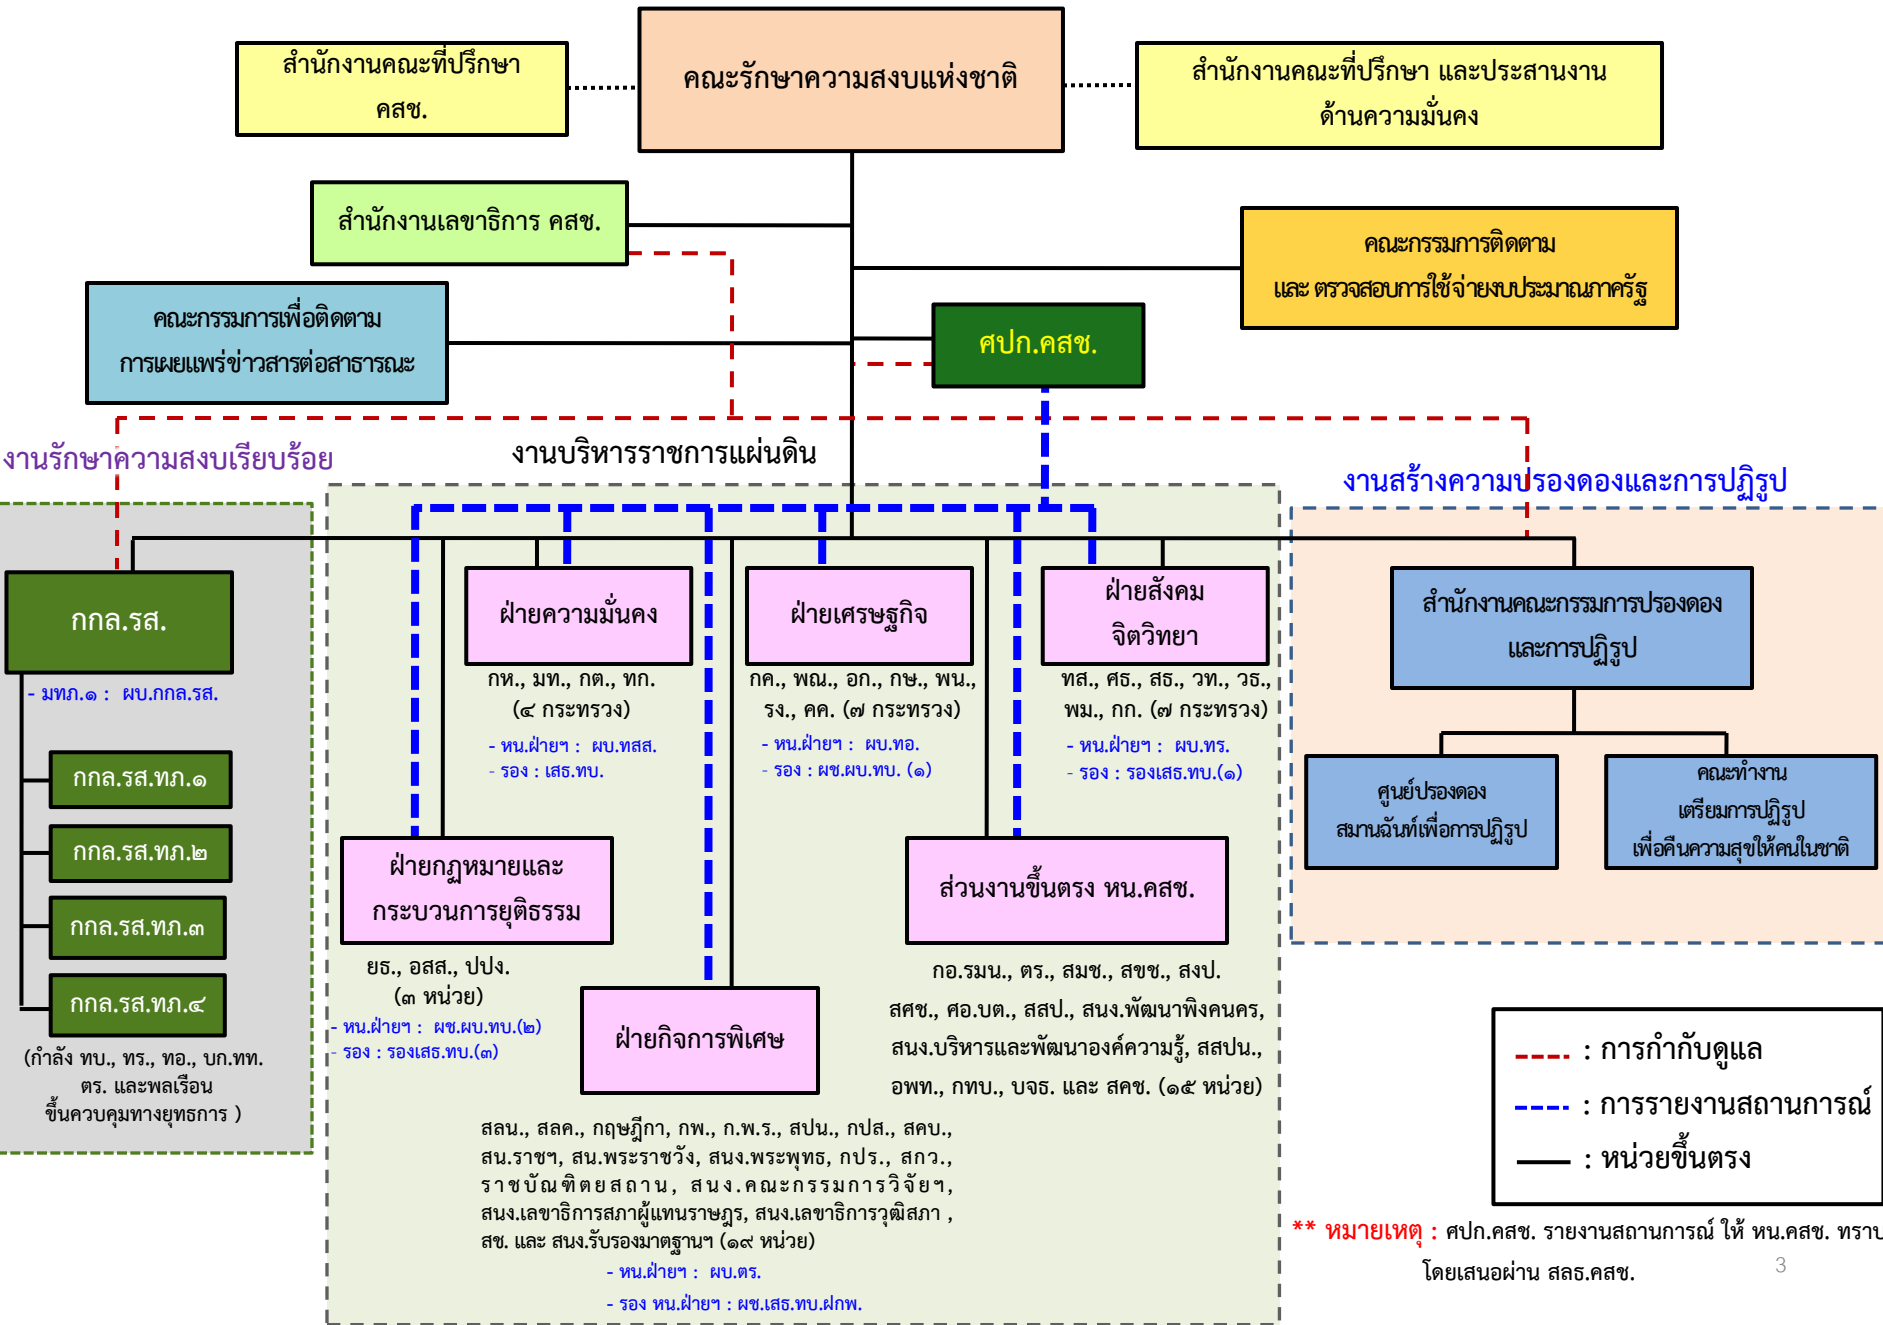 คณะรักษาความสงบแห่งชาติ
สำนักงานคณะที่ปรึกษา
คสช.
สำนักงานคณะที่ปรึกษา และประสานงาน
ด้านความมั่นคง
สำนักงานเลขาธิการ คสช.
คณะกรรมการติดตาม
และ ตรวจสอบการใช้จ่ายงบประมาณภาครัฐ
คณะกรรมการเพื่อติดตาม
การเผยแพร่ข่าวสารต่อสาธารณะ
ศปก.คสช.
งานรักษาความสงบเรียบร้อย
งานบริหารราชการแผ่นดิน
งานสร้างความปรองดองและการปฏิรูป
กกล.รส.
- มทภ.๑ : ผบ.กกล.รส.
กกล.รส.ทภ.๑
กกล.รส.ทภ.๒
กกล.รส.ทภ.๓
กกล.รส.ทภ.๔
(กำลัง ทบ., ทร., ทอ., บก.ทท.
ตร. และพลเรือน
ขึ้นควบคุมทางยุทธการ )
ฝ่ายความมั่นคง
กห., มท., กต., ทก.
(๔ กระทรวง)
- หน.ฝ่ายฯ : ผบ.ทสส.
- รอง : เสธ.ทบ.
ฝ่ายเศรษฐกิจ
กค., พณ., อก., กษ., พน.,
รง., คค. (๗ กระทรวง)
- หน.ฝ่ายฯ : ผบ.ทอ.
- รอง : ผช.ผบ.ทบ. (๑)
ฝ่ายสังคม
จิตวิทยา
ทส., ศธ., สธ., วท., วธ.,
พม., กก. (๗ กระทรวง)
- หน.ฝ่ายฯ : ผบ.ทร.
- รอง : รองเสธ.ทบ.(๑)
ฝ่ายกฎหมายและ
กระบวนการยุติธรรม
ยธ., อสส., ปปง.
(๓ หน่วย)
- หน.ฝ่ายฯ : ผช.ผบ.ทบ.(๒)
- รอง : รองเสธ.ทบ.(๓)
ฝ่ายกิจการพิเศษ
สลน., สลค., กฤษฎีกา, กพ., ก.พ.ร., สปน., กปส., สคบ.,
สน.ราชฯ, สน.พระราชวัง, สนง.พระพุทธ, กปร., สกว.,
ราชบัณฑิตยสถาน, สนง.คณะกรรมการวิจัยฯ,
สนง.เลขาธิการสภาผู้แทนราษฎร, สนง.เลขาธิการวุฒิสภา ,
สช. และ สนง.รับรองมาตฐานฯ (๑๙ หน่วย)
- หน.ฝ่ายฯ : ผบ.ตร.
- รอง หน.ฝ่ายฯ : ผช.เสธ.ทบ.ฝกพ.
ส่วนงานขึ้นตรง หน.คสช.
กอ.รมน., ตร., สมช., สขช., สงป.
สศช., ศอ.บต., สสป., สนง.พัฒนาพิงคนคร,
สนง.บริหารและพัฒนาองค์ความรู้, สสปน.,
อพท., กทบ., บจธ. และ สคช. (๑๕ หน่วย)
สำนักงานคณะกรรมการปรองดอง
และการปฏิรูป
ศูนย์ปรองดอง
สมานฉันท์เพื่อการปฏิรูป
คณะทำงาน
เตรียมการปฏิรูป
เพื่อคืนความสุขให้คนในชาติ
: การกำกับดูแล
: การรายงานสถานการณ์
: หน่วยขึ้นตรง
** หมายเหตุ : ศปก.คสช. รายงานสถานการณ์ ให้ หน.คสช. ทราบ
โดยเสนอผ่าน สลธ.คสช.
3